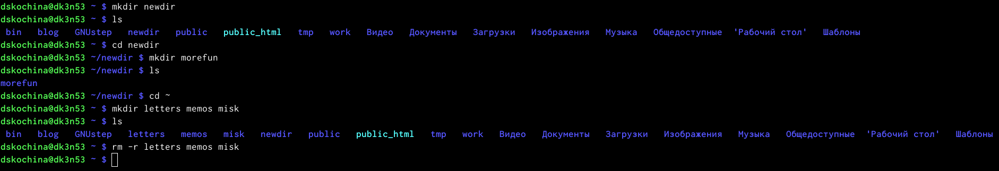 dskochina@dk3n53 ~ $ mkdir newdir
dskochina@dk3n53 ~ $ ls
bin blog GNUstep newdir public public_html tmp work Видео Документы Загрузки Изображения Музыка Общедоступные 'Рабочий стол' Шаблоны
dskochina@dk3n53 ~ $ cd newdir
dskochina@dk3n53 ~/newdir $ mkdir morefun
dskochina@dk3n53 ~/newdir $ ls
morefun
dskochina@dk3n53 ~/newdir $ cd ~
dskochina@dk3n53 ~ $ mkdir letters memos misk
dskochina@dk3n53 ~ $ ls
bin blog GNUstep letters memos misk newdir public public_html tmp work Видео Документы Загрузки Изображения Музыка Общедоступные 'Рабочий стол' Шаблоны
dskochina@dk3n53 ~ $ rm -r letters memos misk
dskochina@dk3n53 ~ $